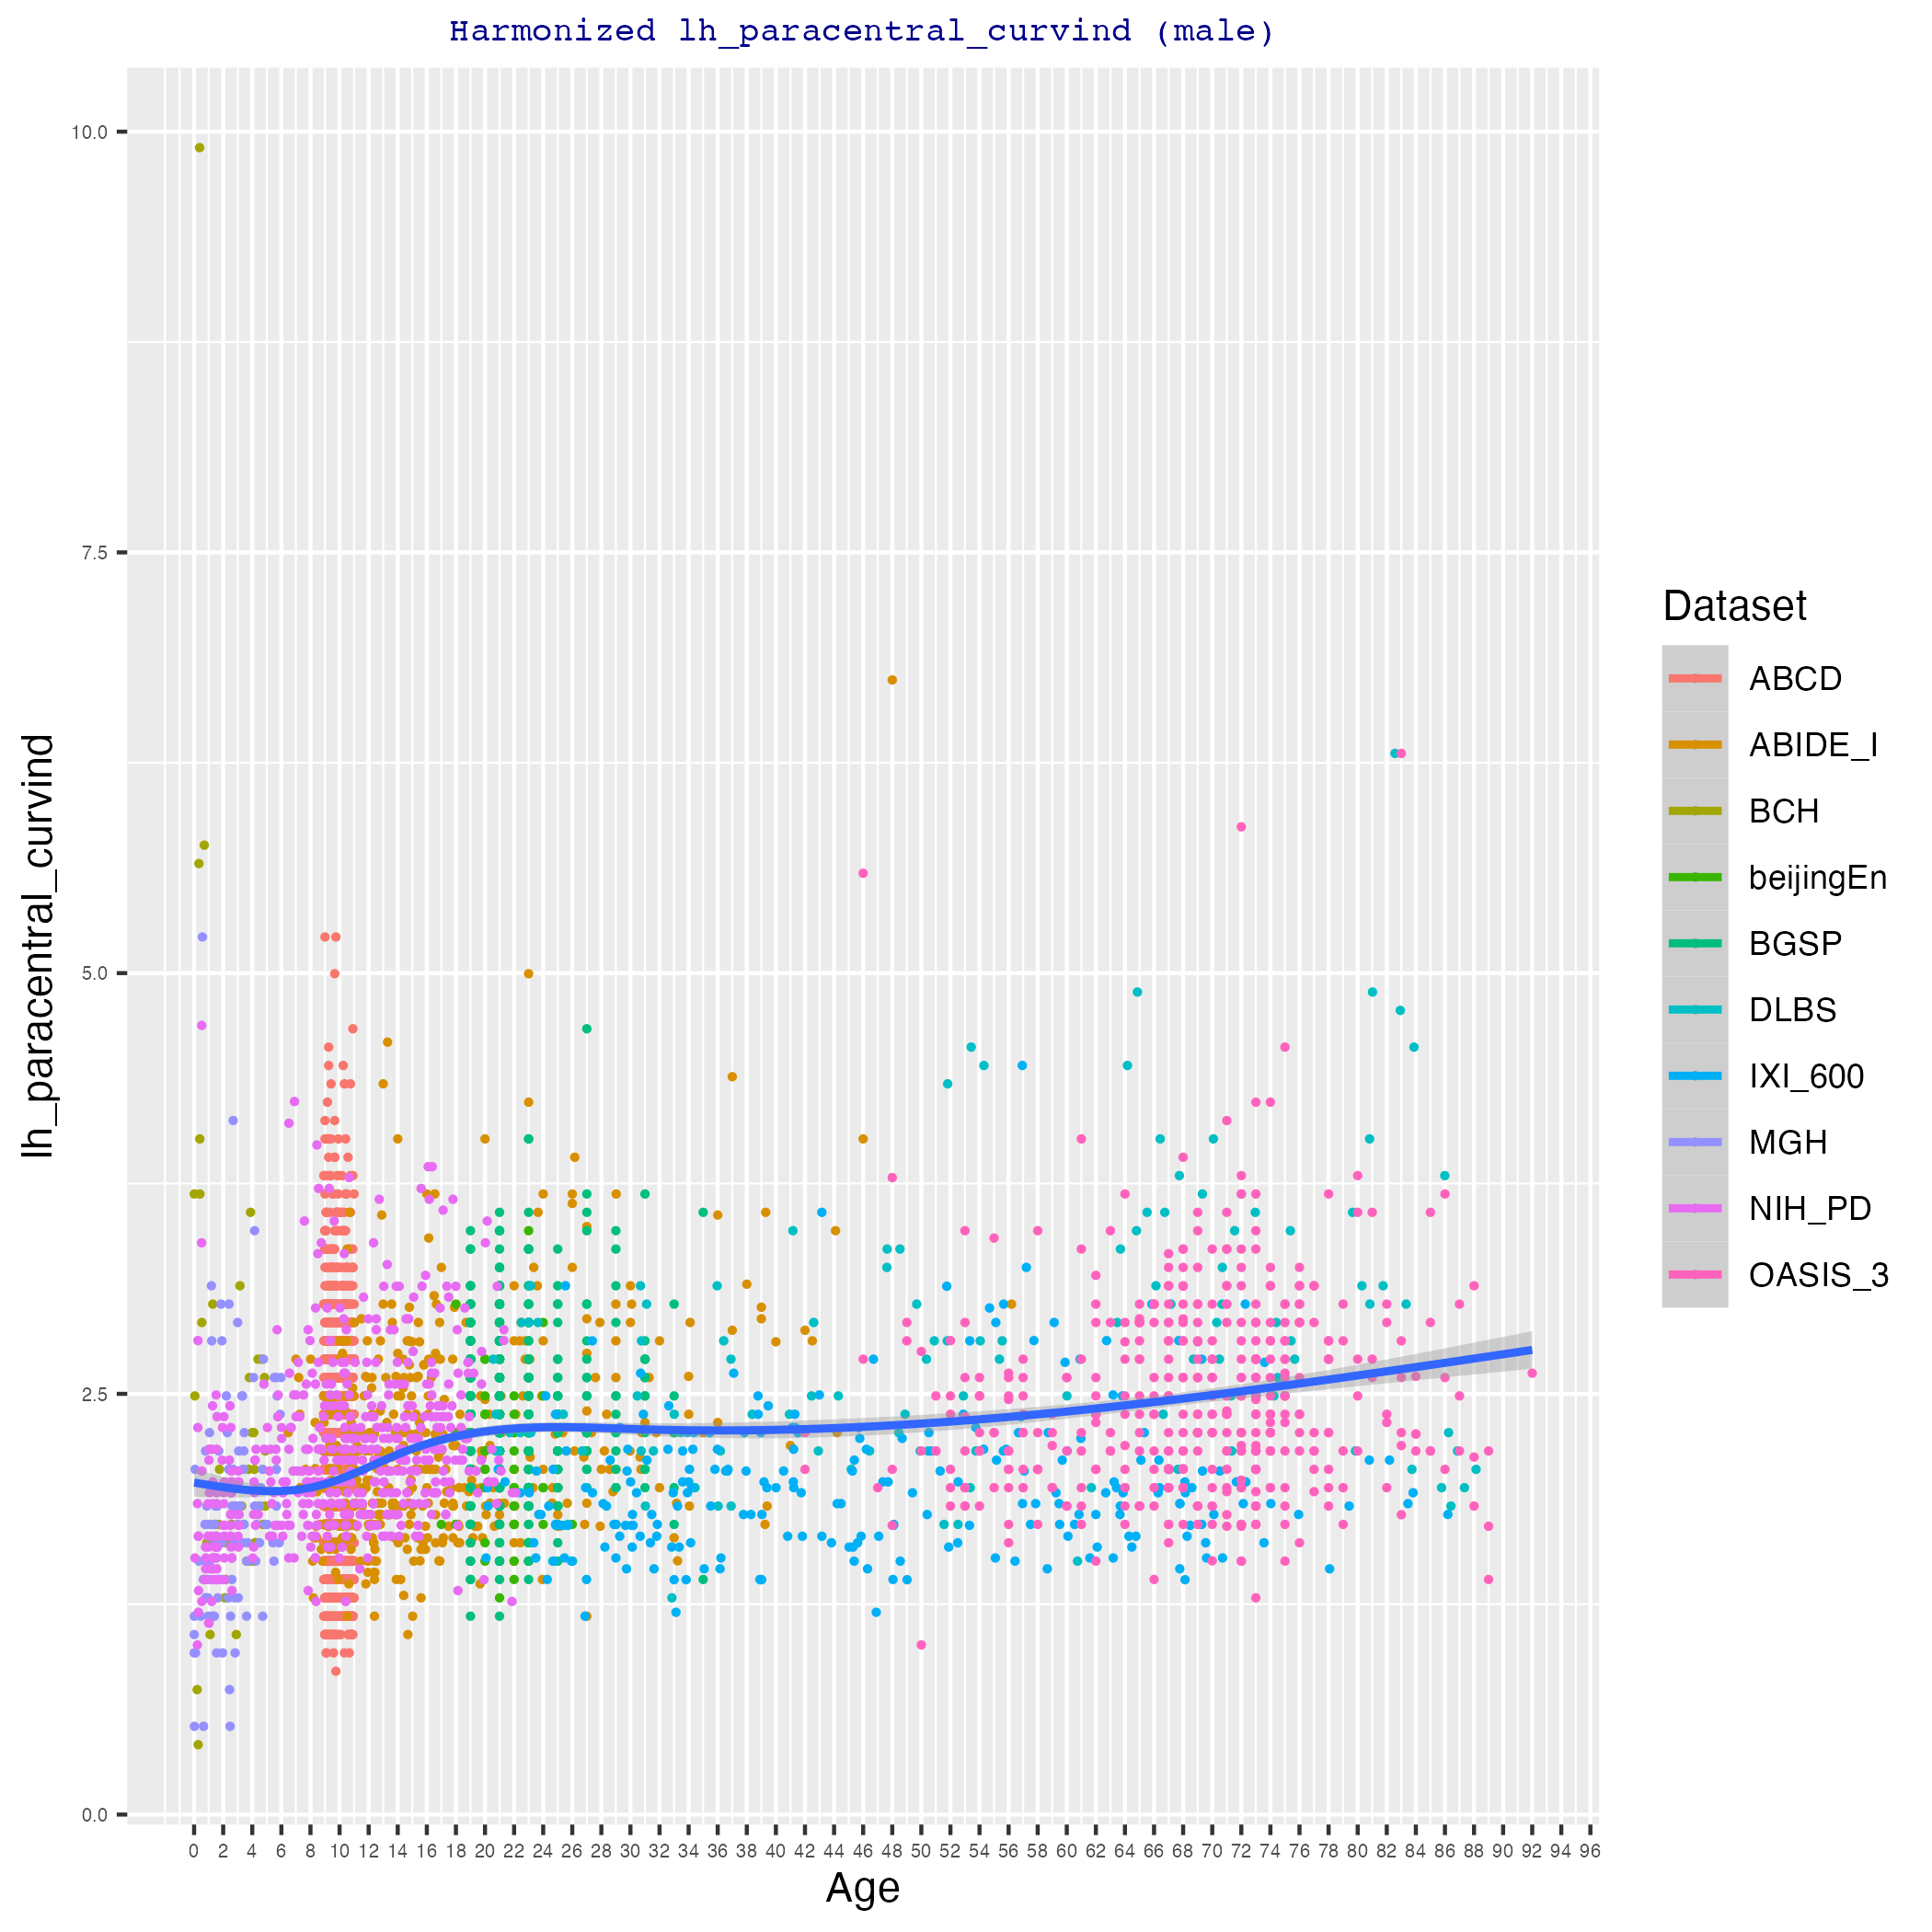 Harmonized lh_paracentral_curvind (male)
lh_paracentral_curvind
10.0
7.5
5.0
2.5
0.0
0 2 4 6 8 10 12 14 16 18 20 22 24 26 28 30 32 34 36 38 40 42 44 46 48 50 52 54 56 58 60 62 64 66 68 70 72 74 76 78 80 82 84 86 88 90 92 94 96
Age
Dataset
ABCD
ABIDE_I
BCH
beijingEn
BGSP
DLBS
IXI_600
MGH
NIH_PD
OASIS_3